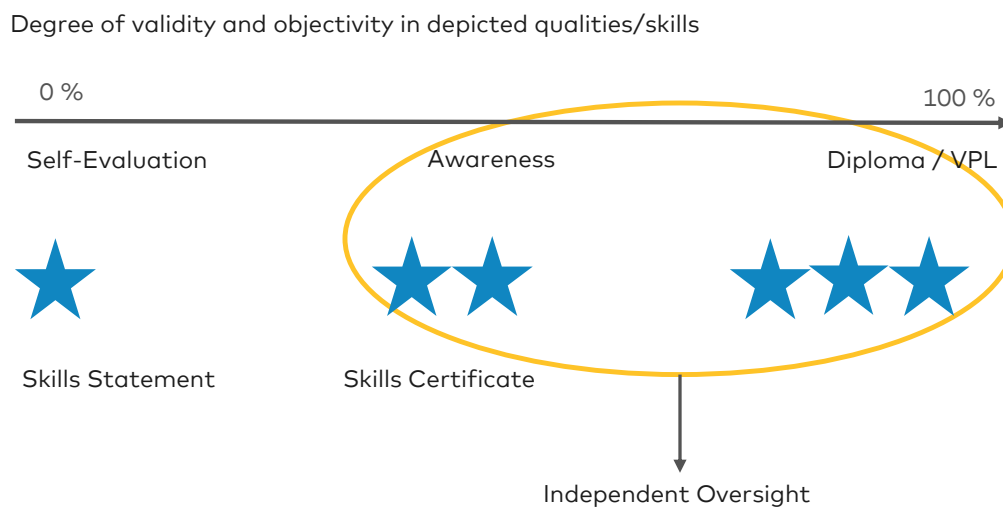 Degree of validity and objectivity in depicted qualities/skills
0 %
100 %
Self-Evaluation
Awareness
Diploma / VPL
Skills Statement
Skills Certificate
Independent Oversight